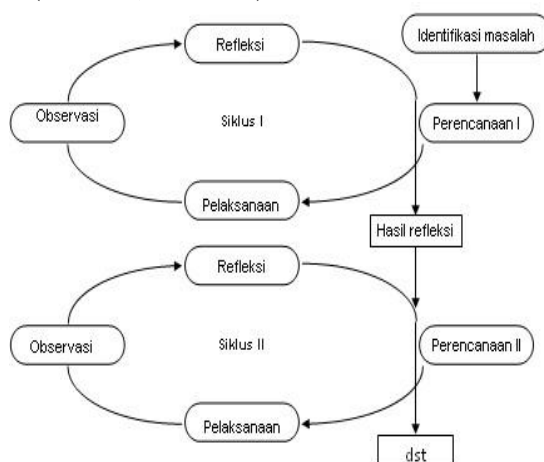 Refleksi
Identifikasi masalah
Observasi
Siklus I
Perencanaan I
Pelaksanaan
Hasil refleksi
Refleksi
Observasi
Siklus II
Perencanaan II
Pelaksanaan
dst